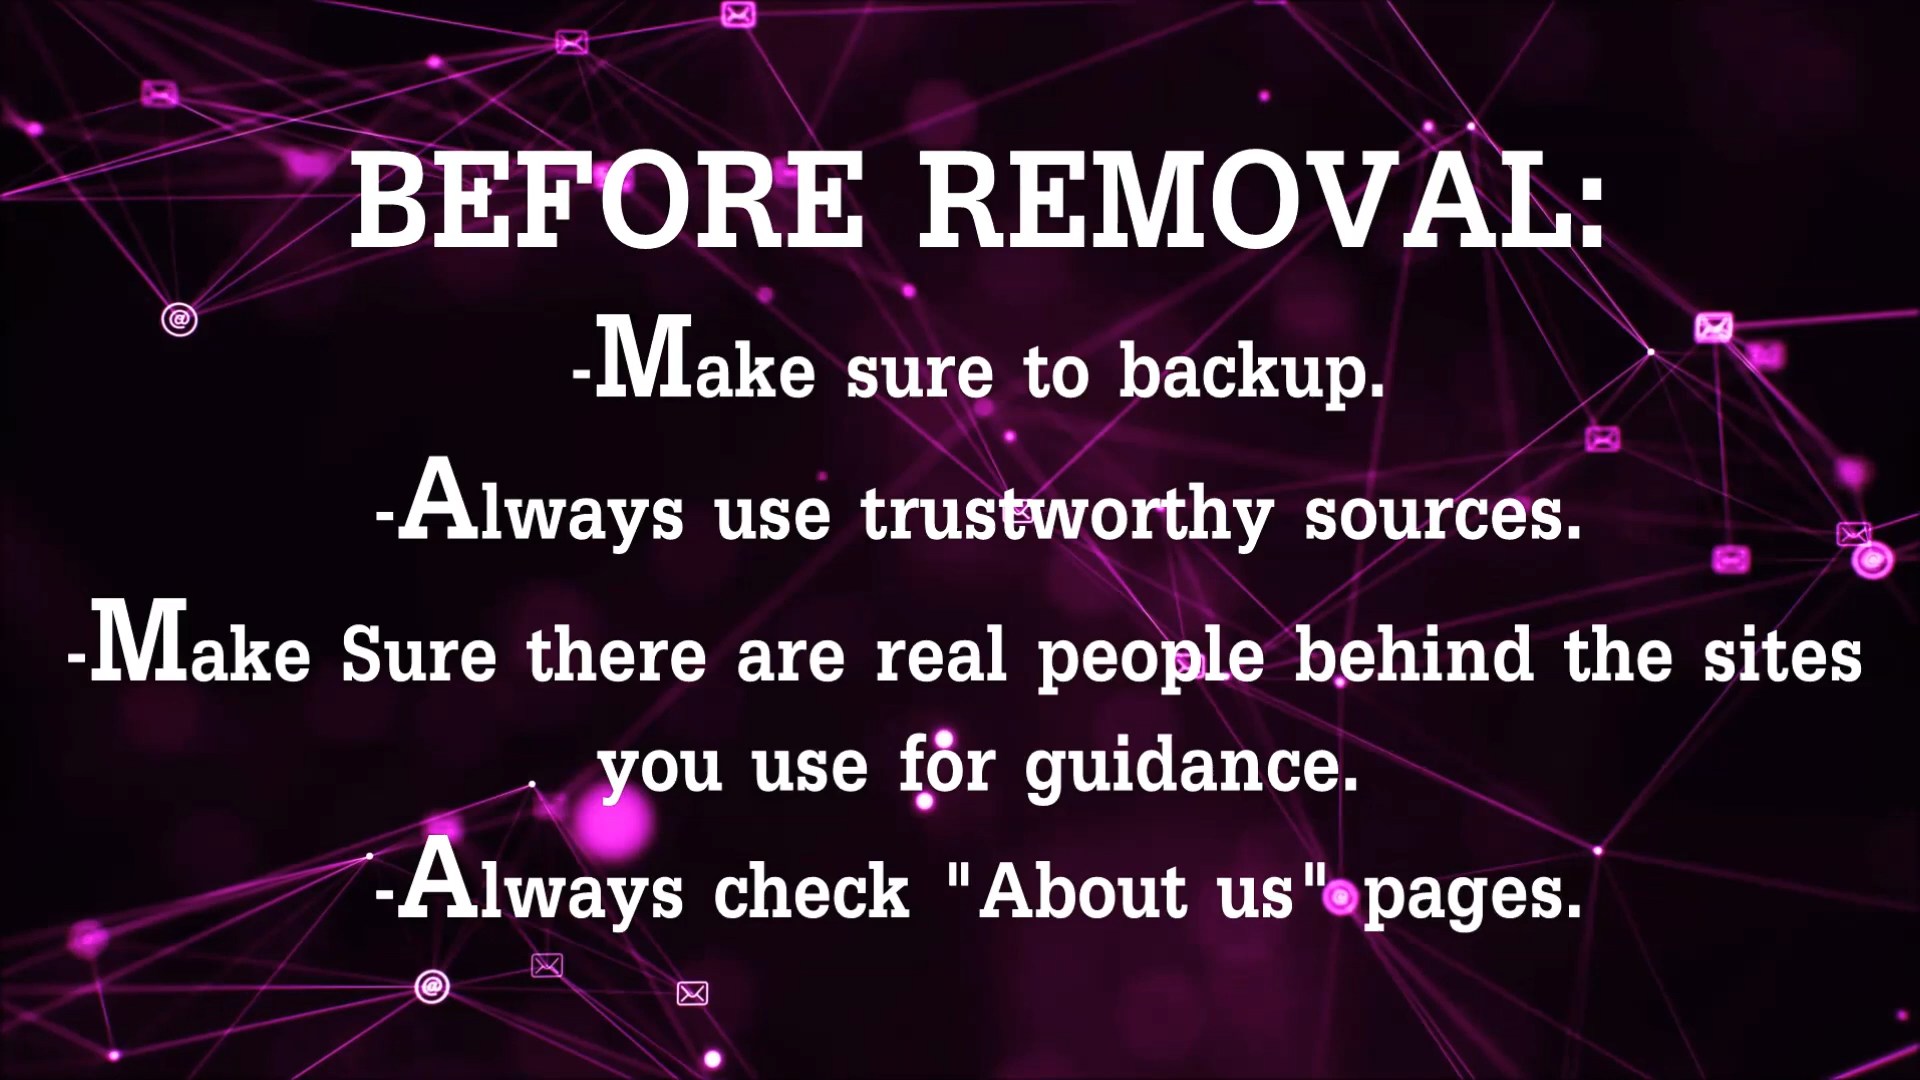 BEFORE REMOVAL:
-Make sure to backup.
-Always use trustworthy sources.
-Make Sure there are real people behind the sites
you use for guidance.
-Always check "About us" pages.